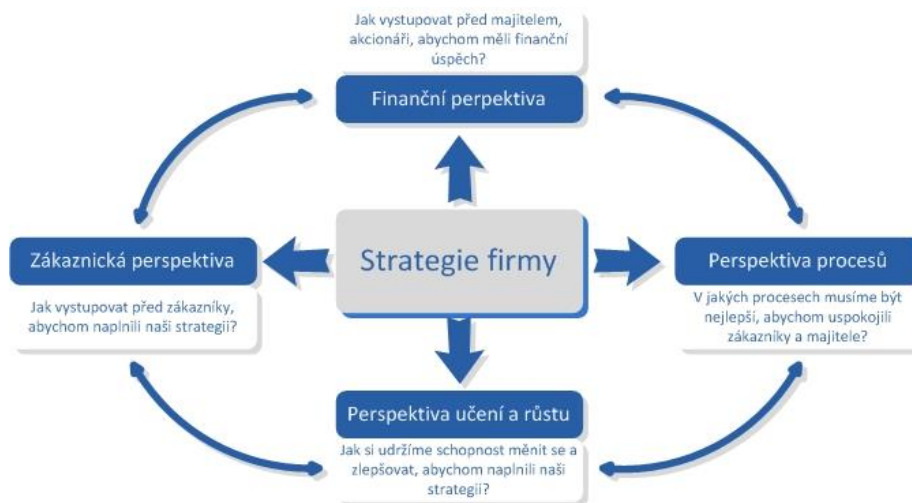 Jak vystupovat před majitelem,
akcionáři, abychom měli finanční
úspěch?
Finanční perpektiva
Zákaznická perspektiva
Jak vystupovat před zákazníky,
abychom naplnili naši strategii?
Strategie firmy
Perspektiva procesů
V jakých procesech musíme být
nejlepší, abychom uspokojili
zákazníky a majitele?
Perspektiva učení a růstu
Jak si udržíme schopnost měnit se a
zlepšovat, abychom naplnili naši
strategii?